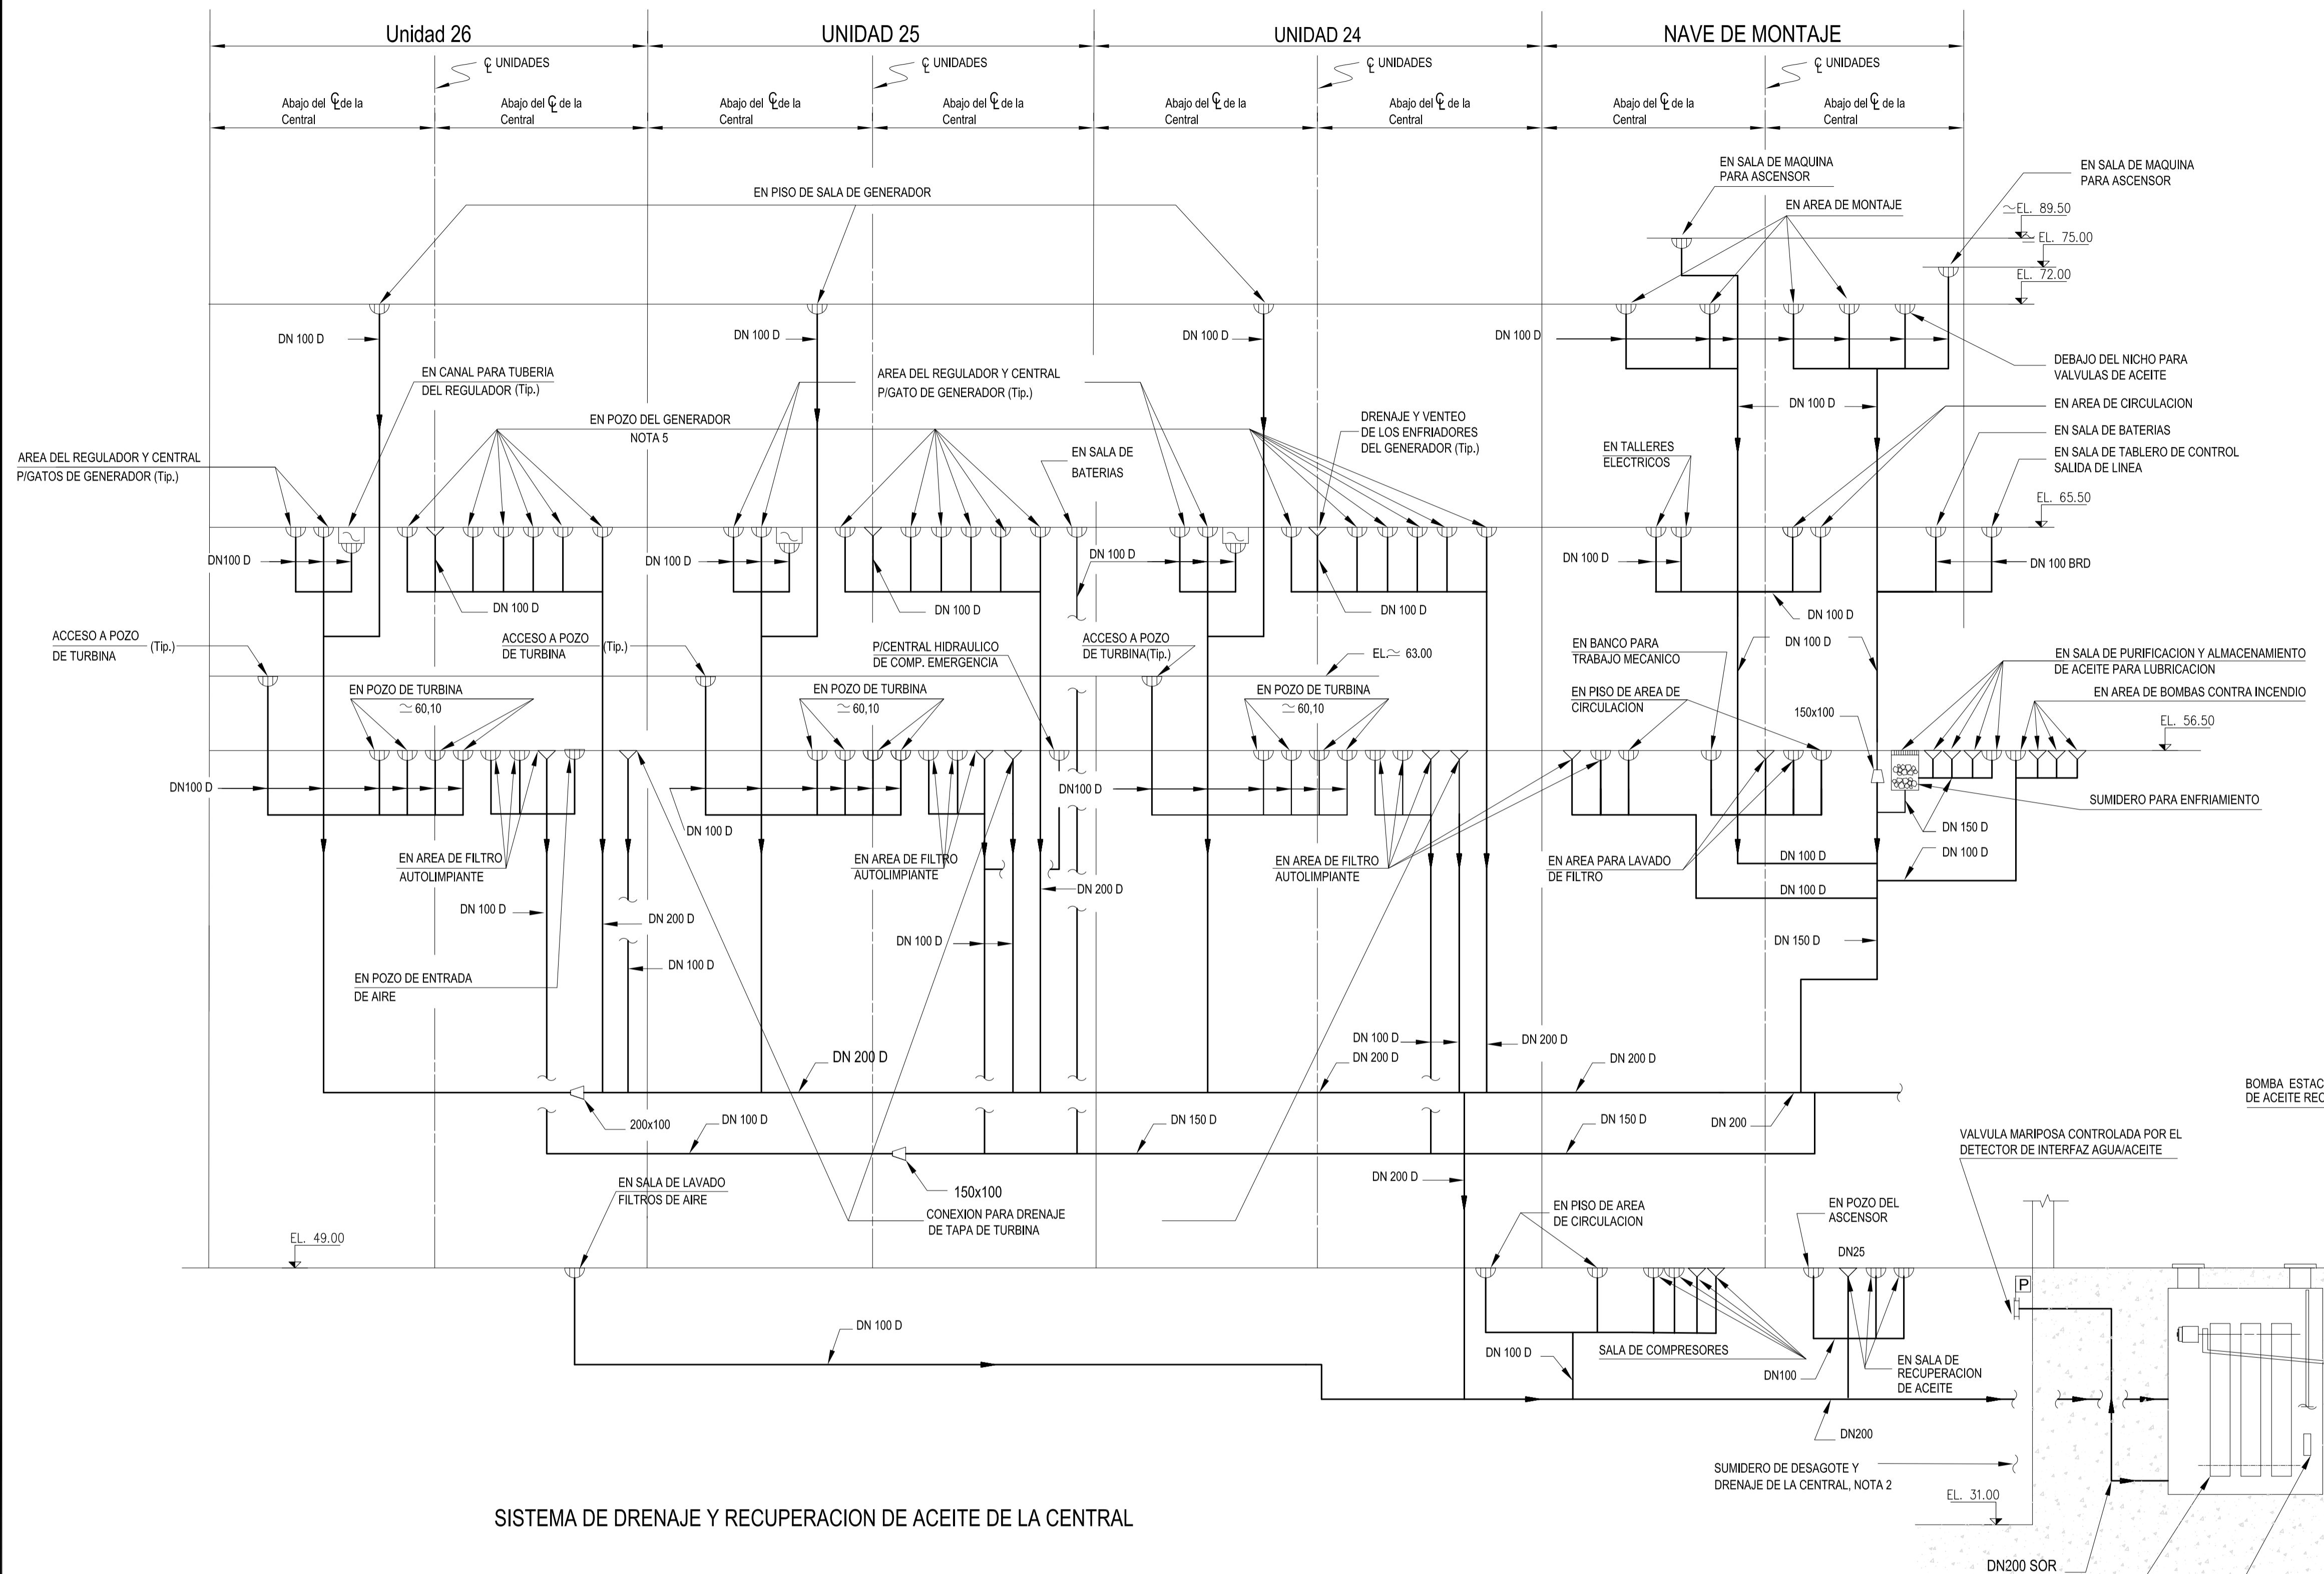 Unidad 26
UNIDAD 25
UNIDAD 24
NAVE DE MONTAJE
℄ UNIDADES
℄ UNIDADES
℄ UNIDADES
℄ UNIDADES
Abajo del ℄ de la
Central
Abajo del ℄ de la
Central
Abajo del ℄ de la
Central
Abajo del ℄ de la
Central
Abajo del ℄ de la
Central
Abajo del ℄ de la
Central
Abajo del ℄ de la
Central
Abajo del ℄ de la
Central
EN PISO DE SALA DE GENERADOR
EN SALA DE MAQUINA
PARA ASCENSOR
EN SALA DE MAQUINA
PARA ASCENSOR
EN AREA DE MONTAJE
≃EL. 89.50
≃ EL. 75.00
EL. 72.00
DN 100 D
DN 100 D
DN 100 D
DN 100 D
EN CANAL PARA TUBERIA
DEL REGULADOR (Tip.)
AREA DEL REGULADOR Y CENTRAL
P/GATO DE GENERADOR (Tip.)
DEBAJO DEL NICHO PARA
VALVULAS DE ACEITE
EN POZO DEL GENERADOR
NOTA 5
DRENAJE Y VENTEO
DE LOS ENFRIADORES
DEL GENERADOR (Tip.)
DN 100 D
EN AREA DE CIRCULACION
EN SALA DE BATERIAS
AREA DEL REGULADOR Y CENTRAL
P/GATOS DE GENERADOR (Tip.)
EN SALA DE
BATERIAS
EN TALLERES
ELECTRICOS
EN SALA DE TABLERO DE CONTROL
SALIDA DE LINEA
EL. 65.50
DN100 D
DN 100 D
DN 100 D
DN 100 D
DN 100 BRD
DN 100 D
DN 100 D
DN 100 D
DN 100 D
ACCESO A POZO
DE TURBINA
(Tip.)
ACCESO A POZO
DE TURBINA
(Tip.)
P/CENTRAL HIDRAULICO
DE COMP. EMERGENCIA
ACCESO A POZO
DE TURBINA(Tip.)
EL.≃ 63.00
EN BANCO PARA
TRABAJO MECANICO
DN 100 D
EN SALA DE PURIFICACION Y ALMACENAMIENTO
DE ACEITE PARA LUBRICACION
EN POZO DE TURBINA
≃ 60,10
EN POZO DE TURBINA
≃ 60,10
EN POZO DE TURBINA
≃ 60,10
EN PISO DE AREA DE
CIRCULACION
150x100
EN AREA DE BOMBAS CONTRA INCENDIO
EL. 56.50
DN100 D
DN 100 D
DN100 D
SUMIDERO PARA ENFRIAMIENTO
EN AREA DE FILTRO
AUTOLIMPIANTE
EN AREA DE FILTRO
AUTOLIMPIANTE
EN AREA DE FILTRO
AUTOLIMPIANTE
EN AREA PARA LAVADO
DE FILTRO
DN 150 D
DN 100 D
DN 100 D
DN 100 D
DN 100 D
DN 200 D
DN 200 D
DN 100 D
DN 100 D
DN 150 D
EN POZO DE ENTRADA
DE AIRE
DN 200 D
DN 100 D
DN 200 D
DN 200 D
DN 200 D
200x100
DN 100 D
DN 150 D
DN 150 D
DN 200
BOMBA ESTAC
DE ACEITE REC
VALVULA MARIPOSA CONTROLADA POR EL
DETECTOR DE INTERFAZ AGUA/ACEITE
EN SALA DE LAVADO
FILTROS DE AIRE
150x100
CONEXION PARA DRENAJE
DE TAPA DE TURBINA
DN 200 D
EN PISO DE AREA
DE CIRCULACION
EN POZO DEL
ASCENSOR
DN25
EL. 49.00
P
DN 100 D
DN 100 D
SALA DE COMPRESORES
DN100
EN SALA DE
RECUPERACION
DE ACEITE
DN200
SUMIDERO DE DESAGOTE Y
DRENAJE DE LA CENTRAL, NOTA 2
EL. 31.00
SISTEMA DE DRENAJE Y RECUPERACION DE ACEITE DE LA CENTRAL
DN200 SOR